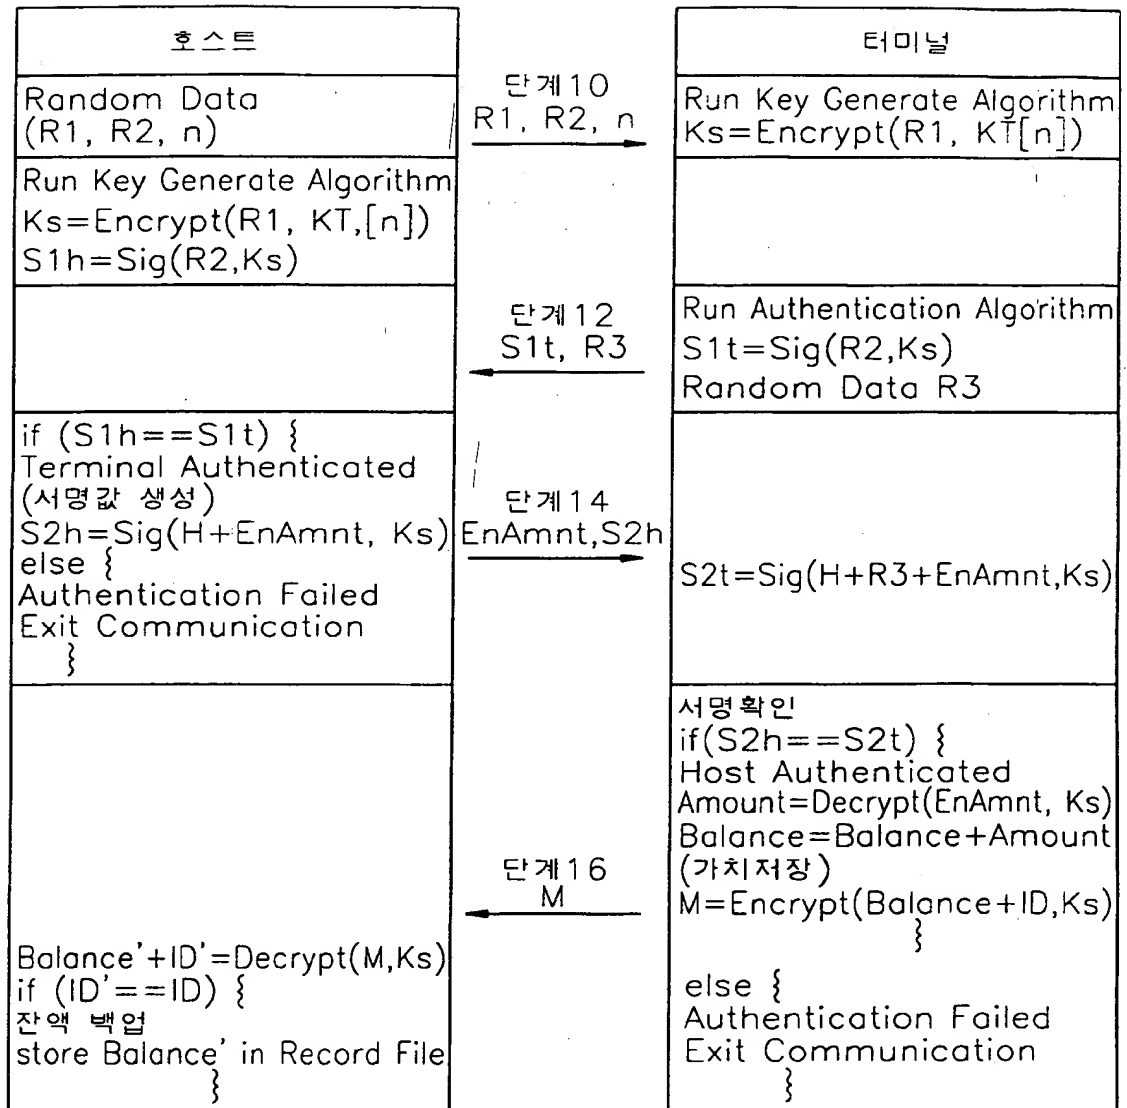 호스트
터미널
Random Data
(R1, R2, n)
단계10
R1, R2, n
Run Key Generate Algorithm
Ks=Encrypt(R1, KT[n])
Run Key Generate Algorithm
Ks=Encrypt(R1, KT,[n])
S1h=Sig(R2,Ks)
단계12
S1t, R3
Run Authentication Algorithm
S1t=Sig(R2,Ks)
Random Data R3
if (S1h==S1t) {
Terminal Authenticated
(서명값 생성)
S2h=Sig(H+EnAmnt, Ks)
else {
Authentication Failed
Exit Communication
}
단계14
EnAmnt,S2h
S2t=Sig(H+R3+EnAmnt,Ks)
서명확인
if(S2h==S2t) {
Host Authenticated
Amount=Decrypt(EnAmnt, Ks)
Balance=Balance+Amount
(가치저장)
M=Encrypt(Balance+ID,Ks)
}
else {
Authentication Failed
Exit Communication
}
단계16
M
Balance'+ID'=Decrypt(M,Ks)
if (ID'==ID) {
잔액 백업
store Balance' in Record File
}